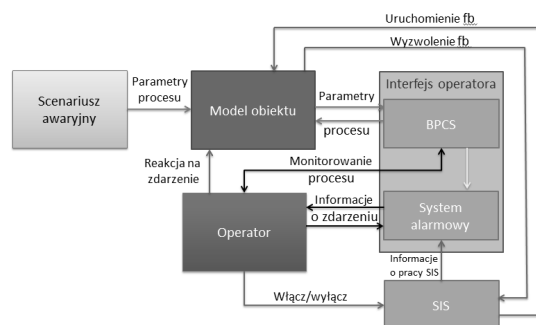 Uruchomienie fb
Wyzwolenie fb
Scenariusz
awaryjny
Parametry
procesu
Model obiektu
Parametry
procesu
Interfejs operatora
BPCS
Reakcja na
zdarzenie
Monitorowanie
procesu
Operator
Informacje
o zdarzeniu
System
alarmowy
Informacje
o pracy SIS
Włącz/wyłącz
SIS